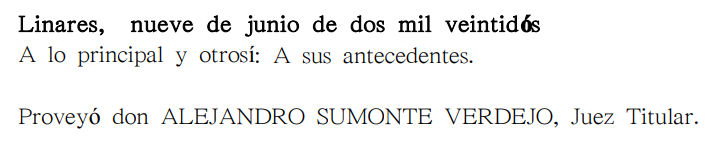 Linares, nueve de junio de dos mil veintidós
A lo principal y otrosí: A sus antecedentes.
Proveyó don ALEJANDRO SUMONTE VERDEJO, Juez Titular.